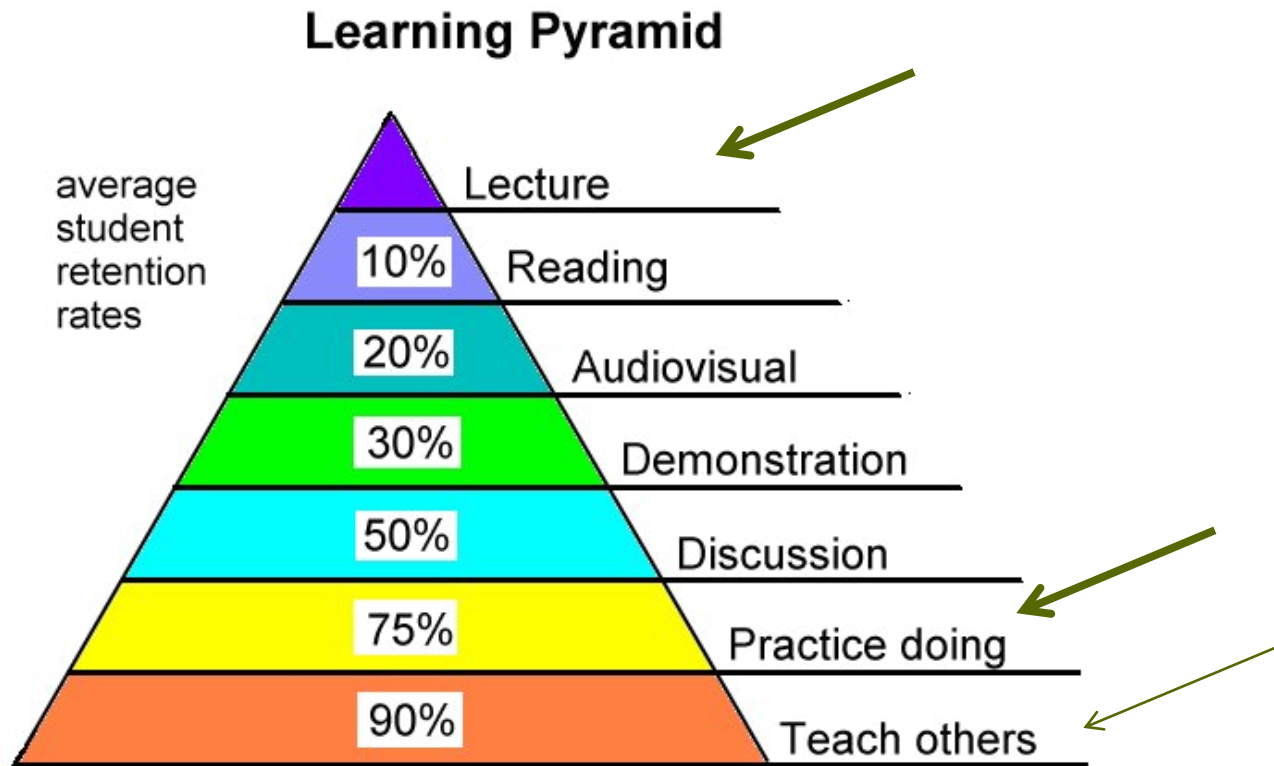 Learning Pyramid
average
student
retention
rates
Lecture
10% Reading
20% Audiovisual
30% Demonstration
50% Discussion
75% Practice doing
90% Teach others